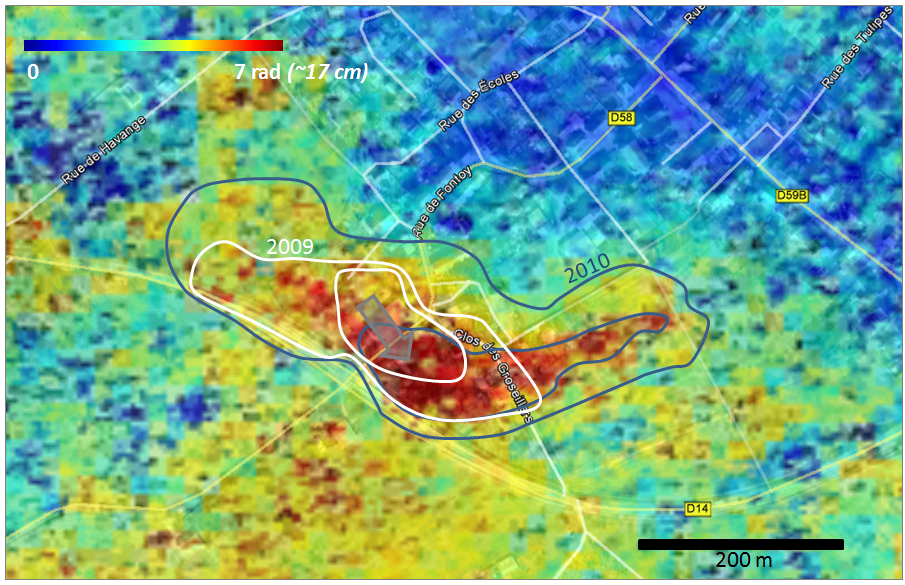 Rue
Rue des Tulipes
0
7 rad (~17 cm)
Rue des Écoles
D58
Rue de Havange
D59B
Rue de Fontoy
2009
2010
Clos des Groseilliers
D14
200 m